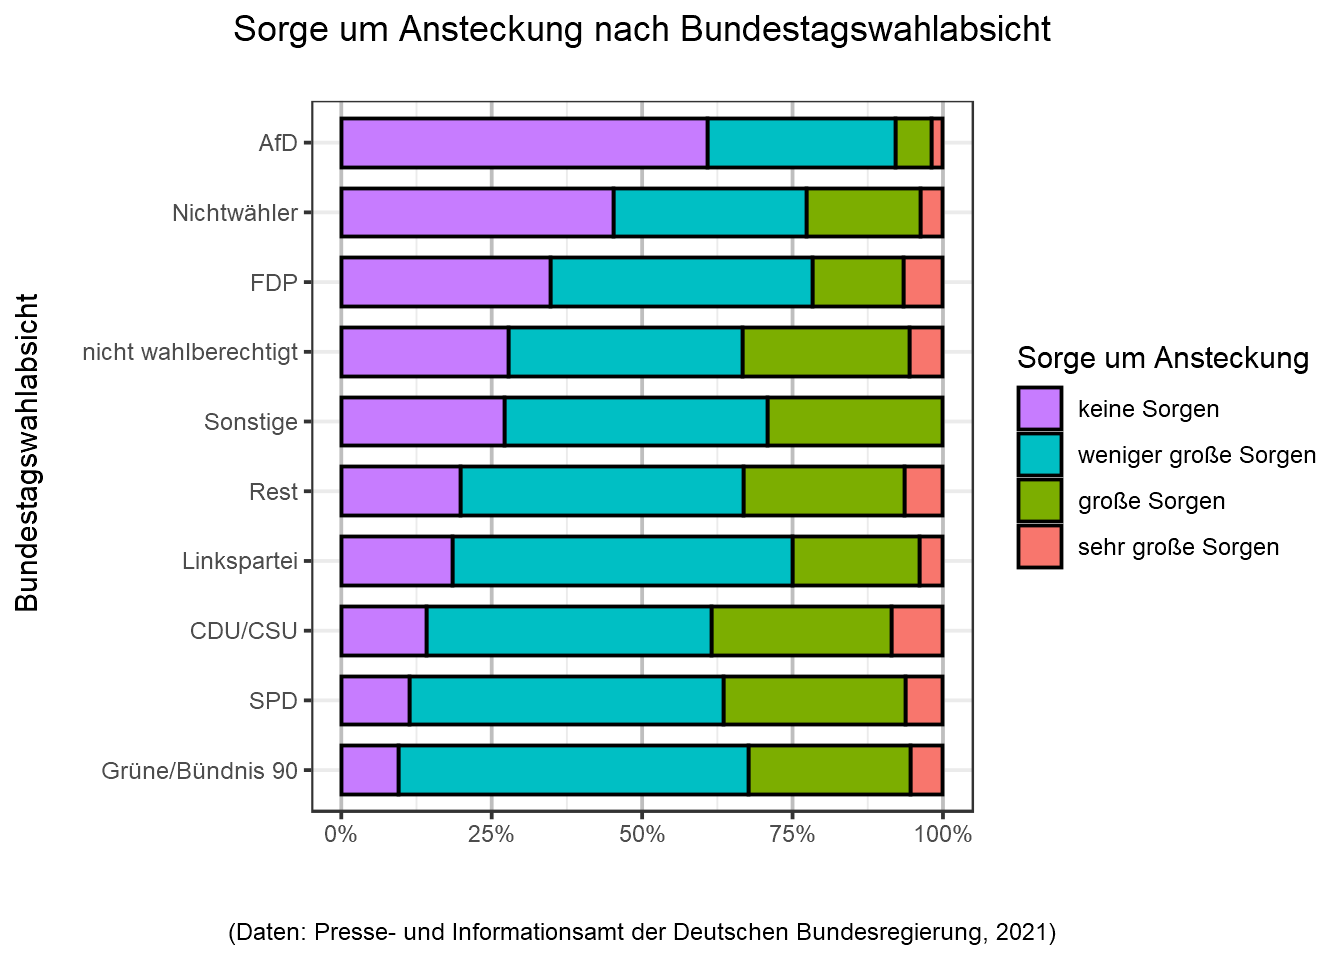 Sorge um Ansteckung nach Bundestagswahlabsicht
Bundestagswahlabsicht
AfD
Nichtwähler
FDP
nicht wahlberechtigt
Sonstige
Rest
Linkspartei
CDU/CSU
SPD
Grüne/Bündnis 90
0% 25% 50% 75% 100%
Sorge um Ansteckung
keine Sorgen
weniger große Sorgen
große Sorgen
sehr große Sorgen
(Daten: Presse- und Informationsamt der Deutschen Bundesregierung, 2021)